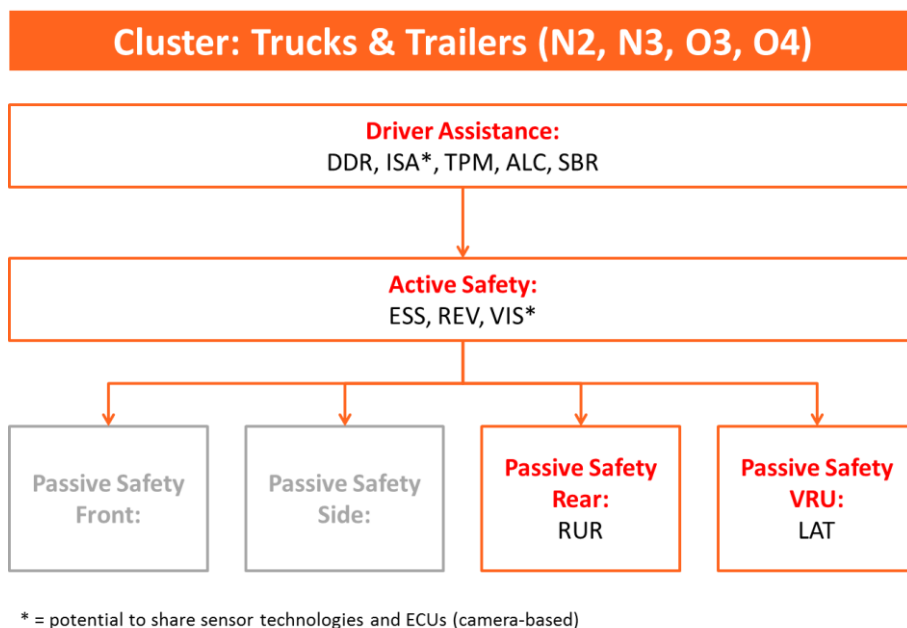 Cluster: Trucks & Trailers (N2, N3, O3, O4)
Driver Assistance:
DDR, ISA*, TPM, ALC, SBR
Active Safety:
ESS, REV, VIS*
Passive Safety
Front:
Passive Safety
Side:
Passive Safety
Rear:
RUR
Passive Safety
VRU:
LAT
* = potential to share sensor technologies and ECUs (camera-based)